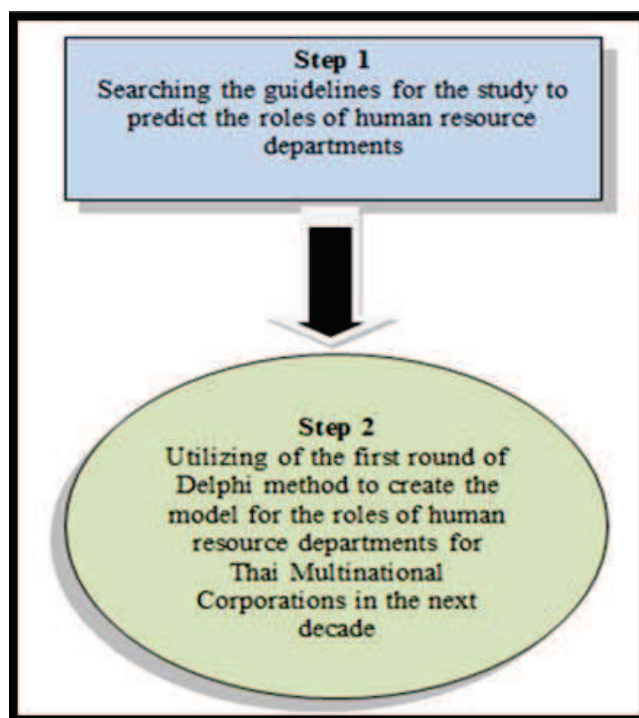 Step 1
Searching the guidelines for the study to
predict the roles of human resource
departments
Step 2
Utilizing of the first round of
Delphi method to create the
model for the roles of human
resource departments for
Thai Multinational
Corporations in the next
decade